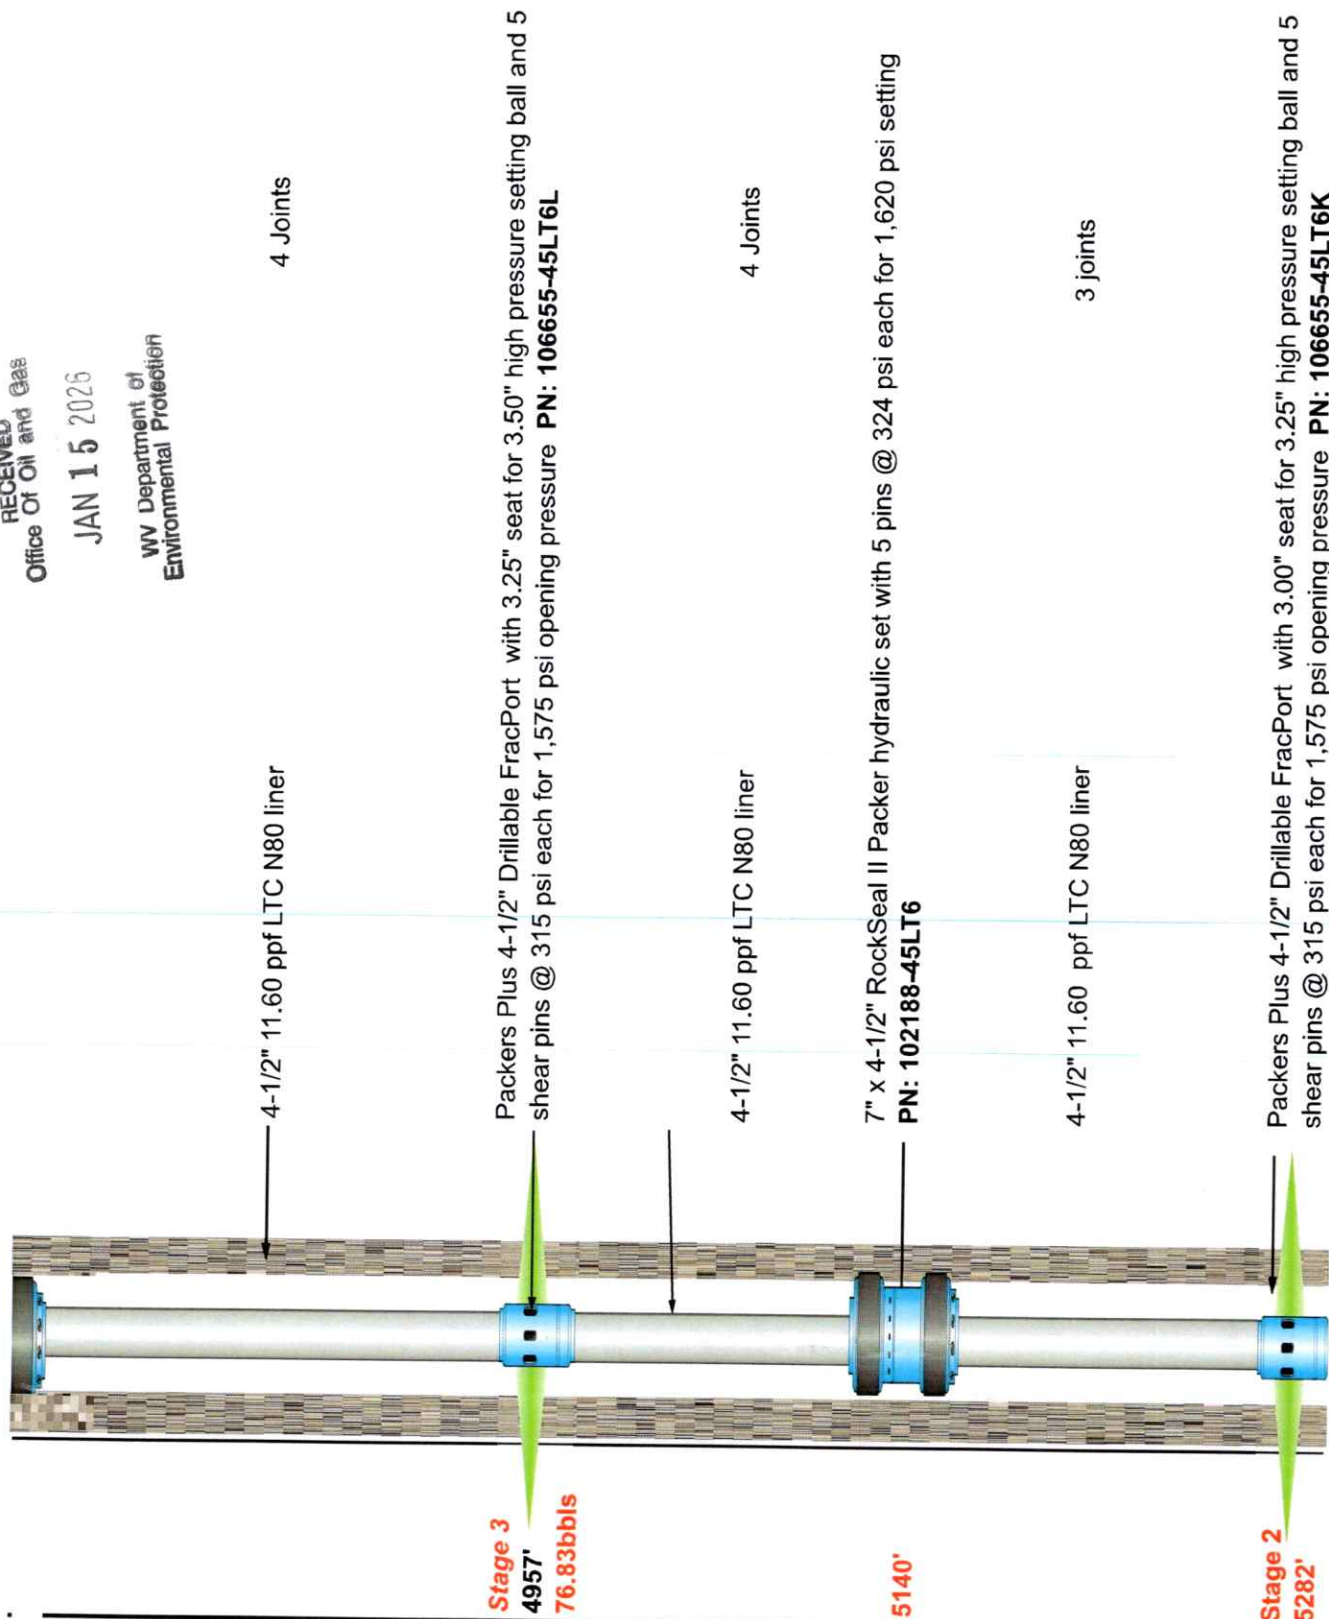 RECEIVED
Office Of Oil and Gas
JAN 15 2026
WV Department of
Environmental Protection
4-1/2" 11.60 ppf LTC N80 liner
4 Joints
Stage 3
4957'
76.83bbls
Packers Plus 4-1/2" Drillable FracPort with 3.25" seat for 3.50" high pressure setting ball and 5
shear pins @ 315 psi each for 1,575 psi opening pressure PN: 106655-45LT6L
4-1/2" 11.60 ppf LTC N80 liner
4 Joints
5140'
7" x 4-1/2" RockSeal II Packer hydraulic set with 5 pins @ 324 psi each for 1,620 psi setting
PN: 102188-45LT6
4-1/2" 11.60 ppf LTC N80 liner
3 joints
Stage 2
5282'
Packers Plus 4-1/2" Drillable FracPort with 3.00" seat for 3.25" high pressure setting ball and 5
shear pins @ 315 psi each for 1,575 psi opening pressure PN: 106655-45LT6K